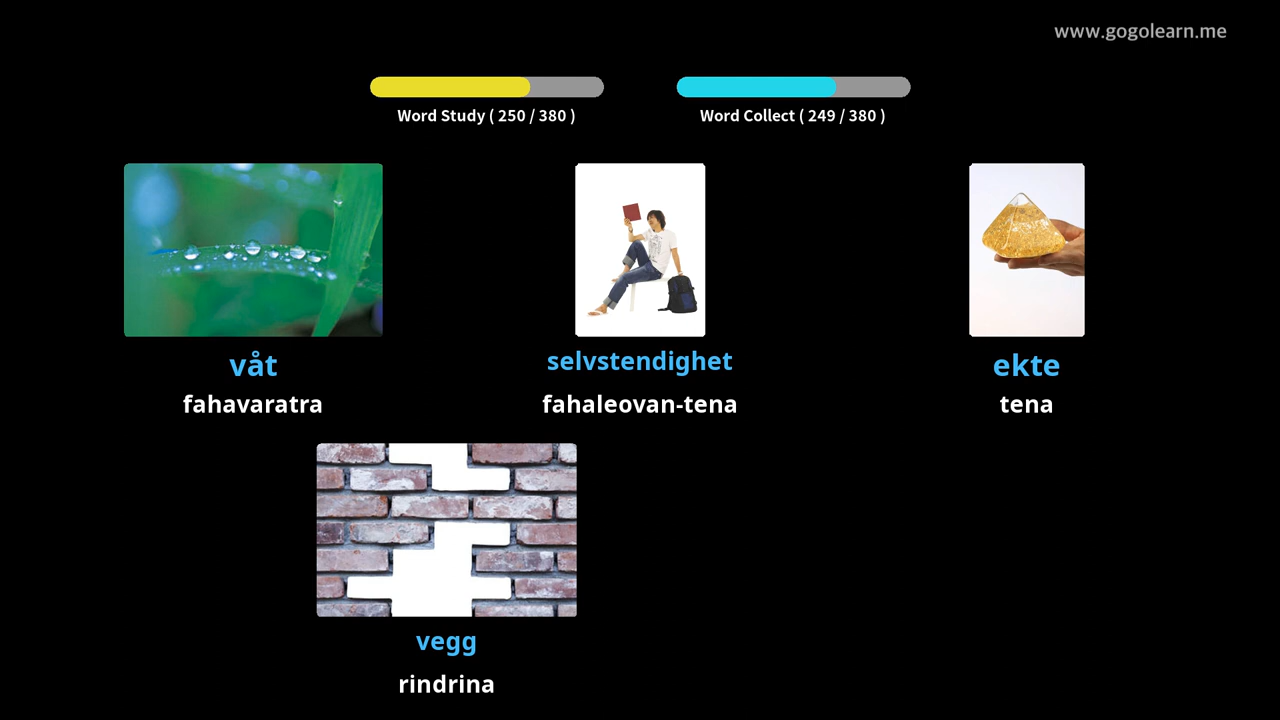 www.gogolearn.me
Word Study ( 250 / 380 )
Word Collect ( 249 / 380 )
våt
fahavaratra
selvstendighet
fahaleovan-tena
ekte
tena
vegg
rindrina